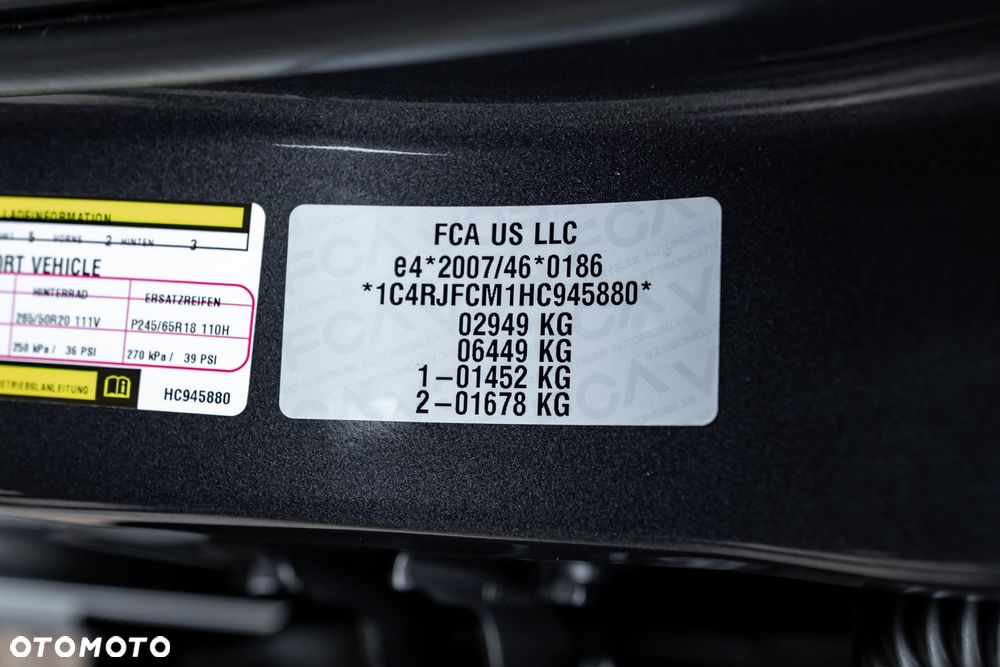 LADEINFORMATION
5 VORNE 2 HINTEN 3
RT VEHICLE
HINTERRAD ERSATZREIFEN
265/50R20 111V P245/65R18 110H
250 kPa / 36 PSI 270 kPa / 39 PSI
BETRIEBSANLEITUNG
HC945880
FCA US LLC
e4*2007/46*0186
*1C4RJFCM1HC945880*
02949 KG
06449 KG
1-01452 KG
2-01678 KG
OTOMOTO